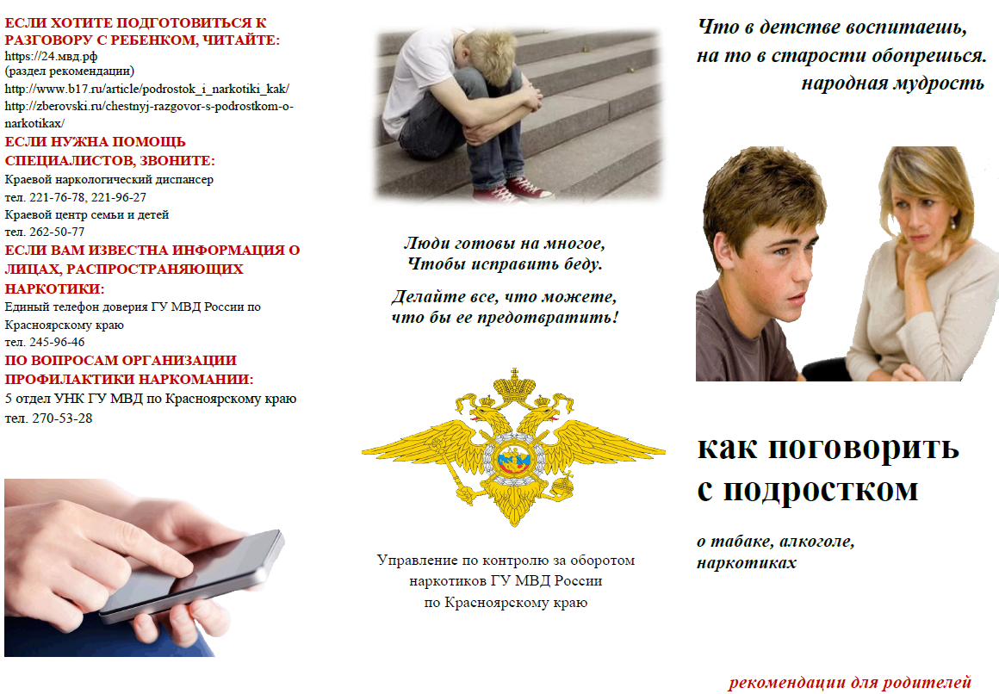 ЕСЛИ ХОТИТЕ ПОДГОТОВИТЬСЯ К
РАЗГОВОРУ С РЕБЕНКОМ, ЧИТАЙТЕ:
https://24.мвд.рф
(раздел рекомендации)
http://www.b17.ru/article/podrostok_i_narkotiki_kak/
http://zberovski.ru/chestnyj-razgovor-s-podrostkom-o-
narkotikax/
ЕСЛИ НУЖНА ПОМОЩЬ
СПЕЦИАЛИСТОВ, ЗВОНИТЕ:
Краевой наркологический диспансер
тел. 221-76-78, 221-96-27
Краевой центр семьи и детей
тел. 262-50-77
ЕСЛИ ВАМ ИЗВЕСТНА ИНФОРМАЦИЯ О
ЛИЦАХ, РАСПРОСТРАНЯЮЩИХ
НАРКОТИКИ:
Единый телефон доверия ГУ МВД России по
Красноярскому краю
тел. 245-96-46
ПО ВОПРОСАМ ОРГАНИЗАЦИИ
ПРОФИЛАКТИКИ НАРКОМАНИИ:
5 отдел УНК ГУ МВД по Красноярскому краю
тел. 270-53-28
Люди готовы на многое,
Чтобы исправить беду.
Делайте все, что можете,
что бы ее предотвратить!
Управление по контролю за оборотом
наркотиков ГУ МВД России
по Красноярскому краю
Что в детстве воспитаешь,
на то в старости обопрешься.
народная мудрость
как поговорить
с подростком
о табаке, алкоголе,
наркотиках
рекомендации для родителей